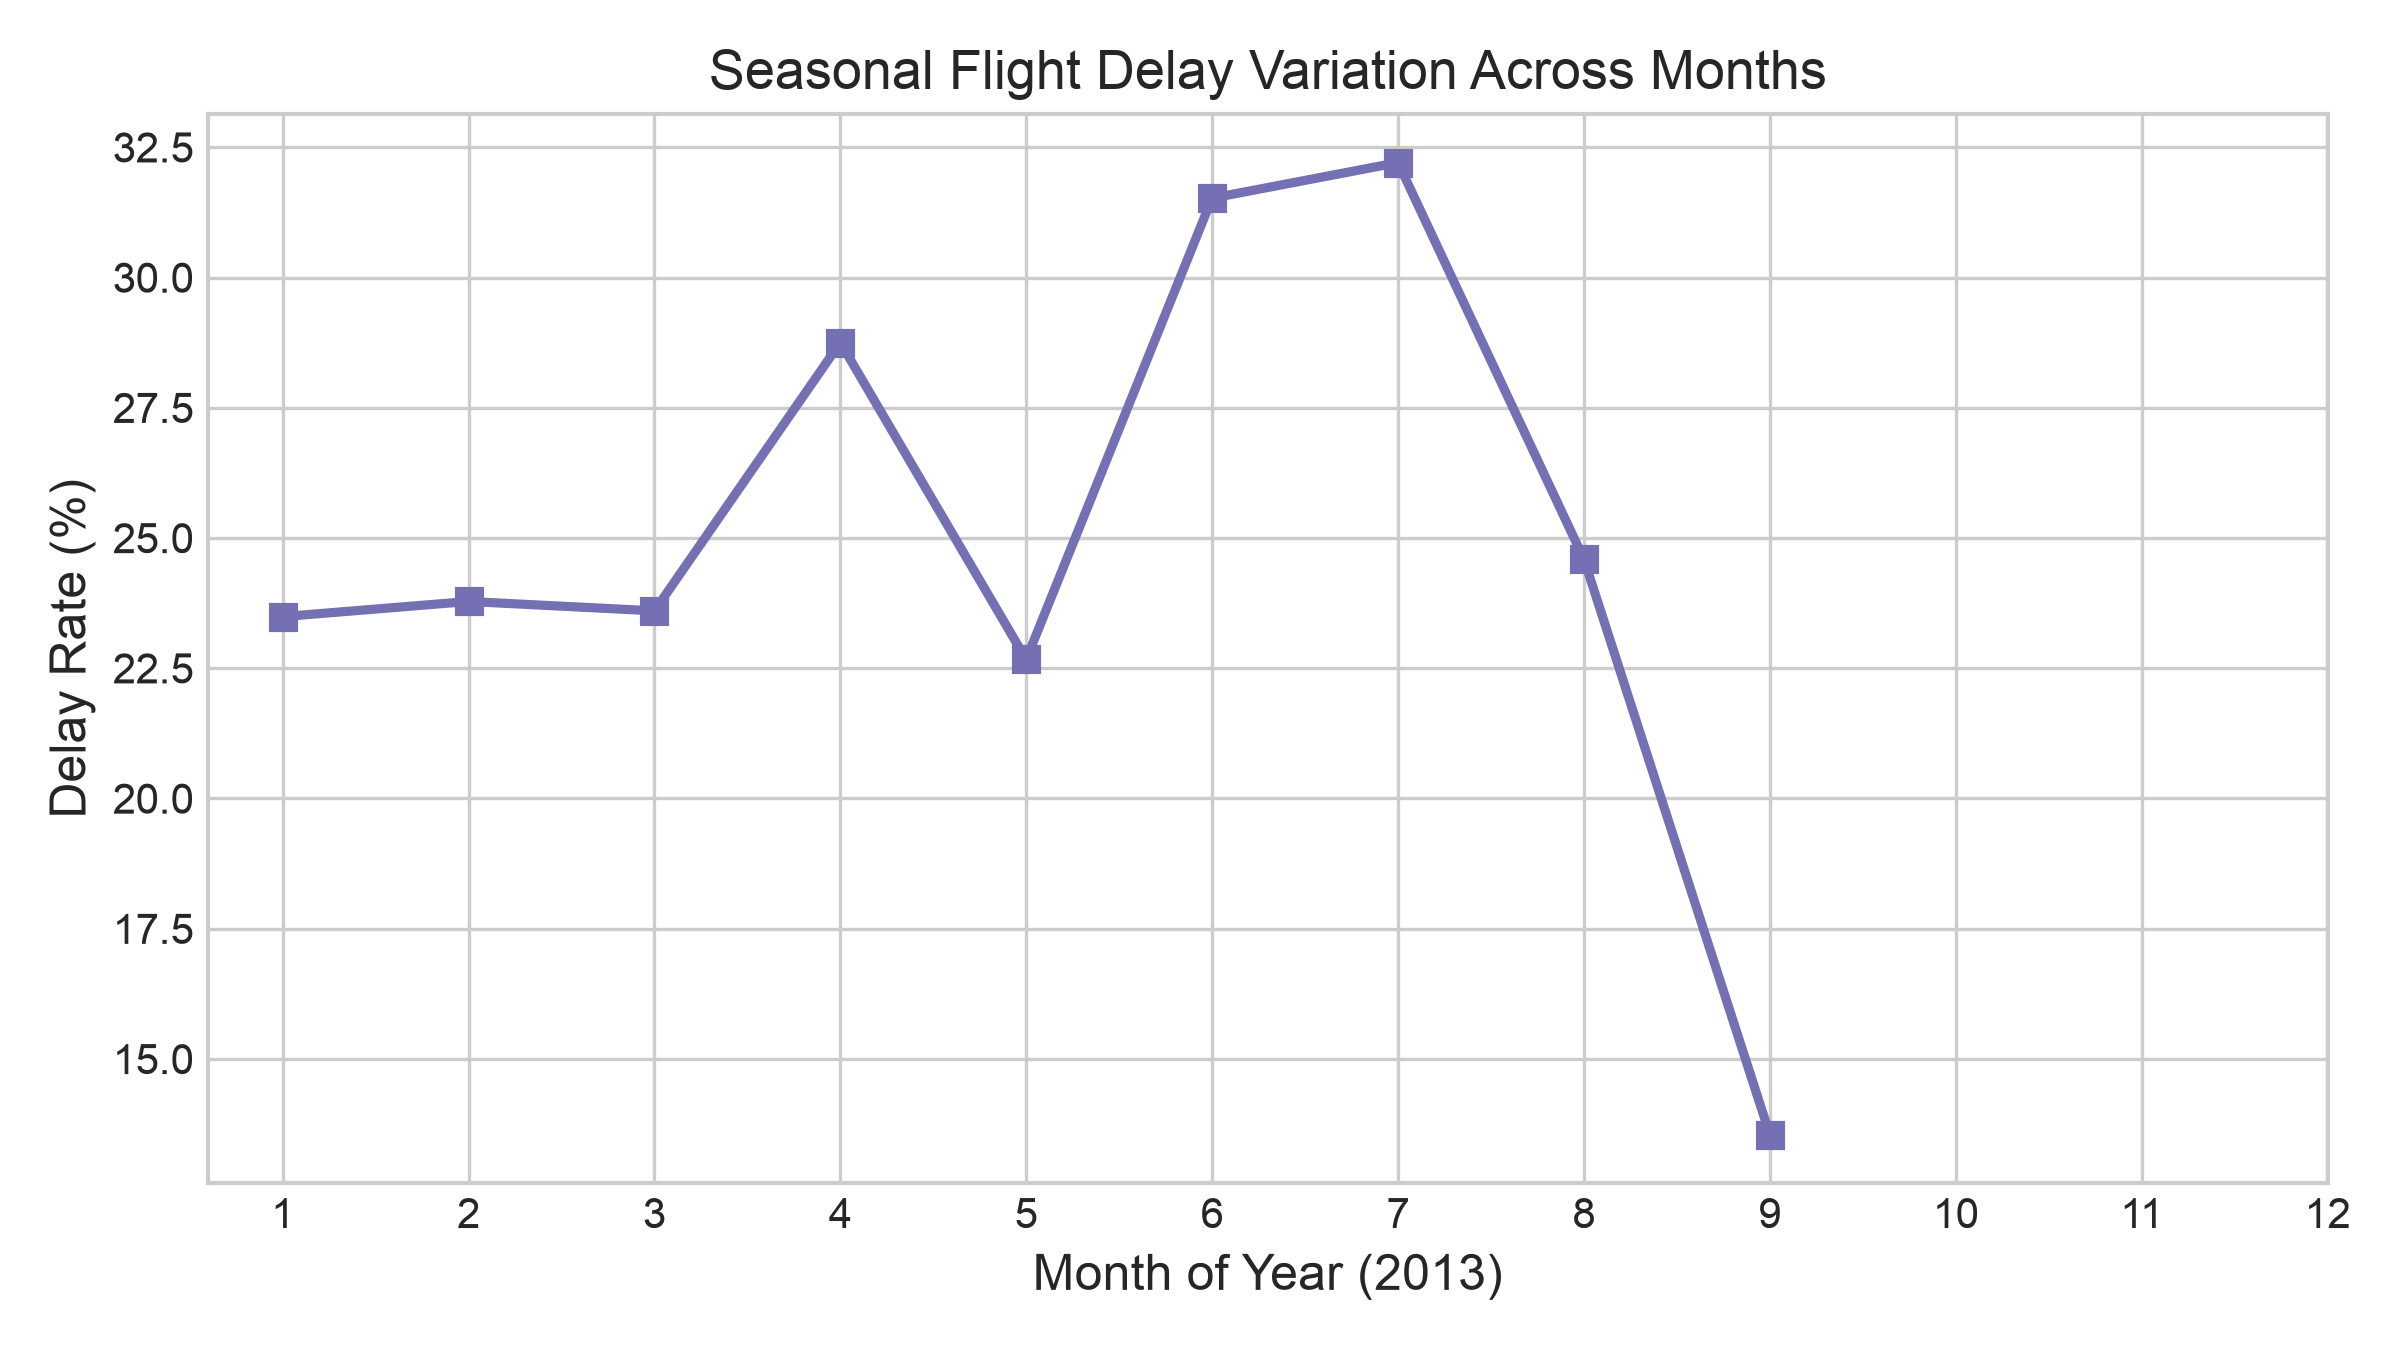 Seasonal Flight Delay Variation Across Months
32.5
30.0
27.5
25.0
22.5
20.0
17.5
15.0
Delay Rate (%)
1 2 3 4 5 6 7 8 9 10 11 12
Month of Year (2013)